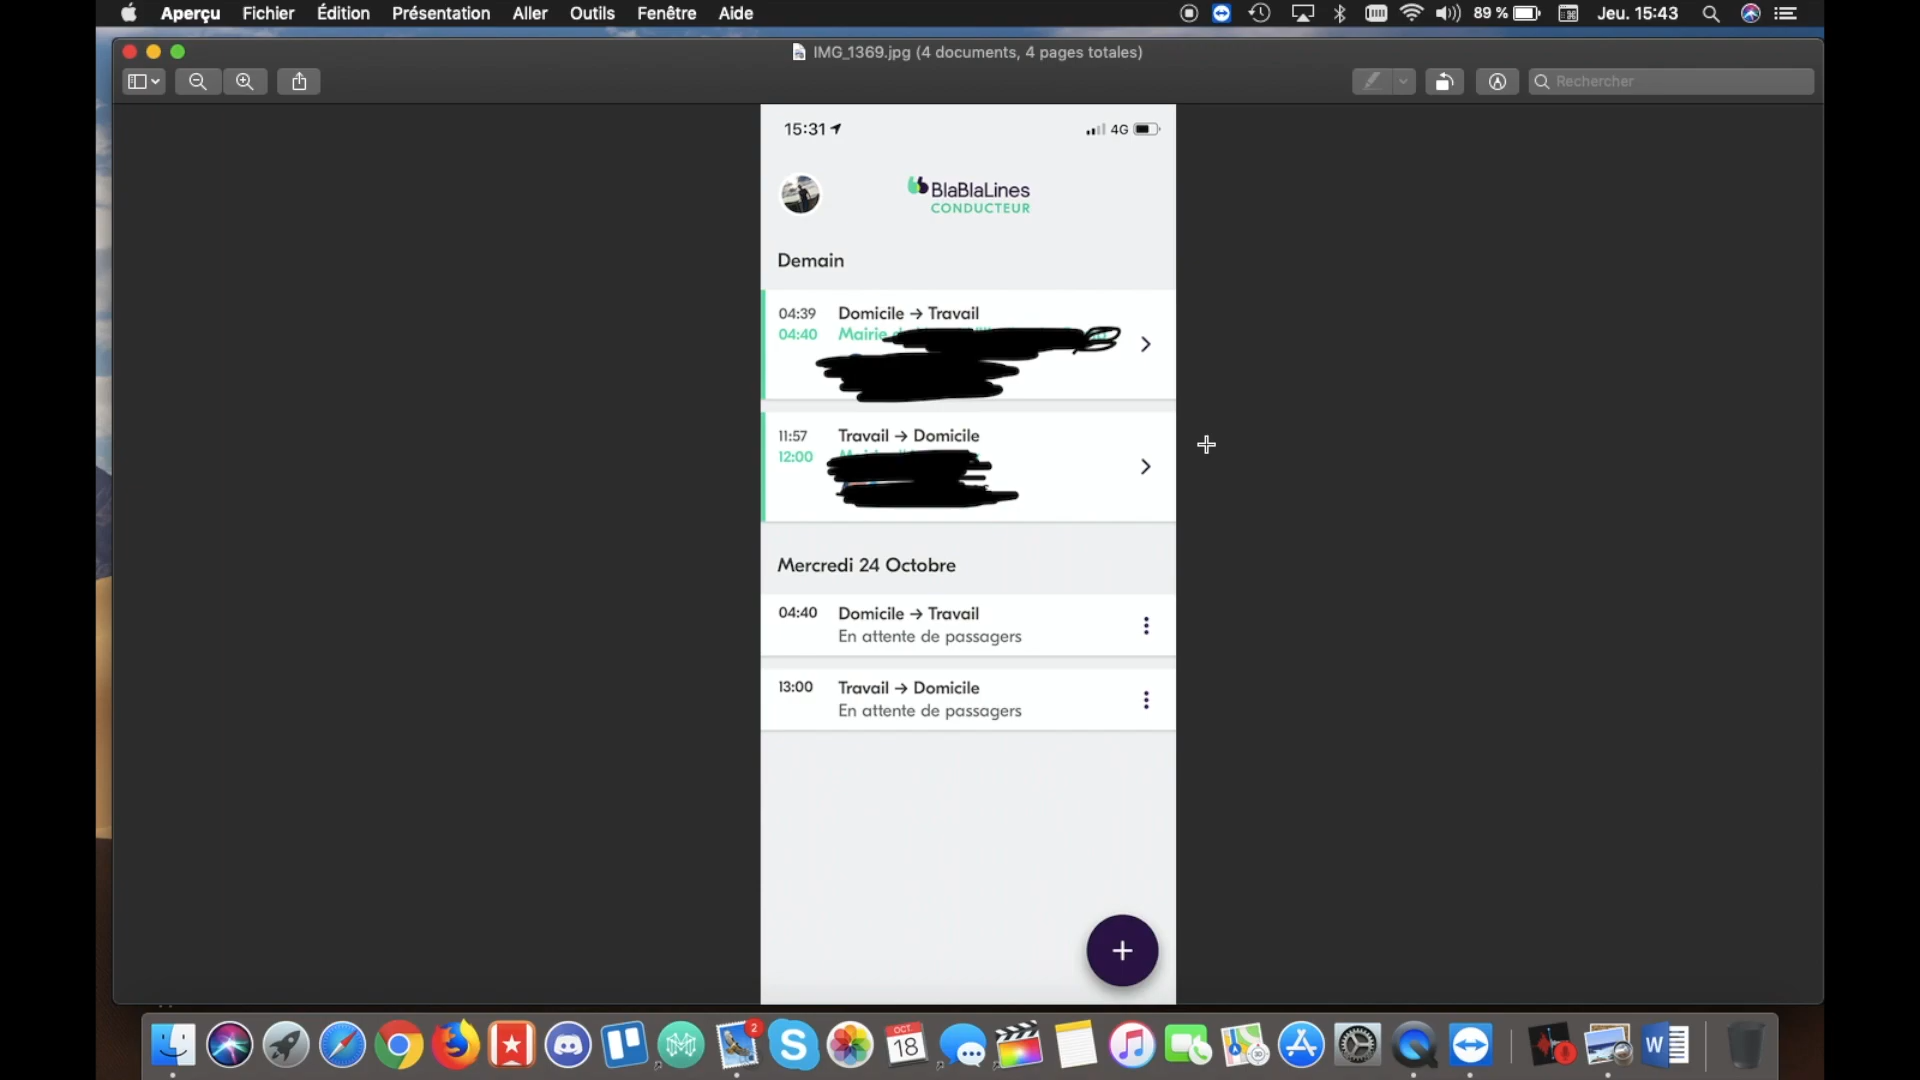 Aperçu Fichier Édition Présentation Aller Outils Fenêtre Aide 89 % Jeu. 15:43
IMG_1369.jpg (4 documents, 4 pages totales)
Rechercher
15:31 4G
BlaBlaLines
CONDUCTEUR
Demain
04:39 Domicile → Travail
04:40 Mairie
11:57 Travail → Domicile
12:00
Mercredi 24 Octobre
04:40 Domicile → Travail
En attente de passagers
13:00 Travail → Domicile
En attente de passagers
+
2
OCT.
18
W